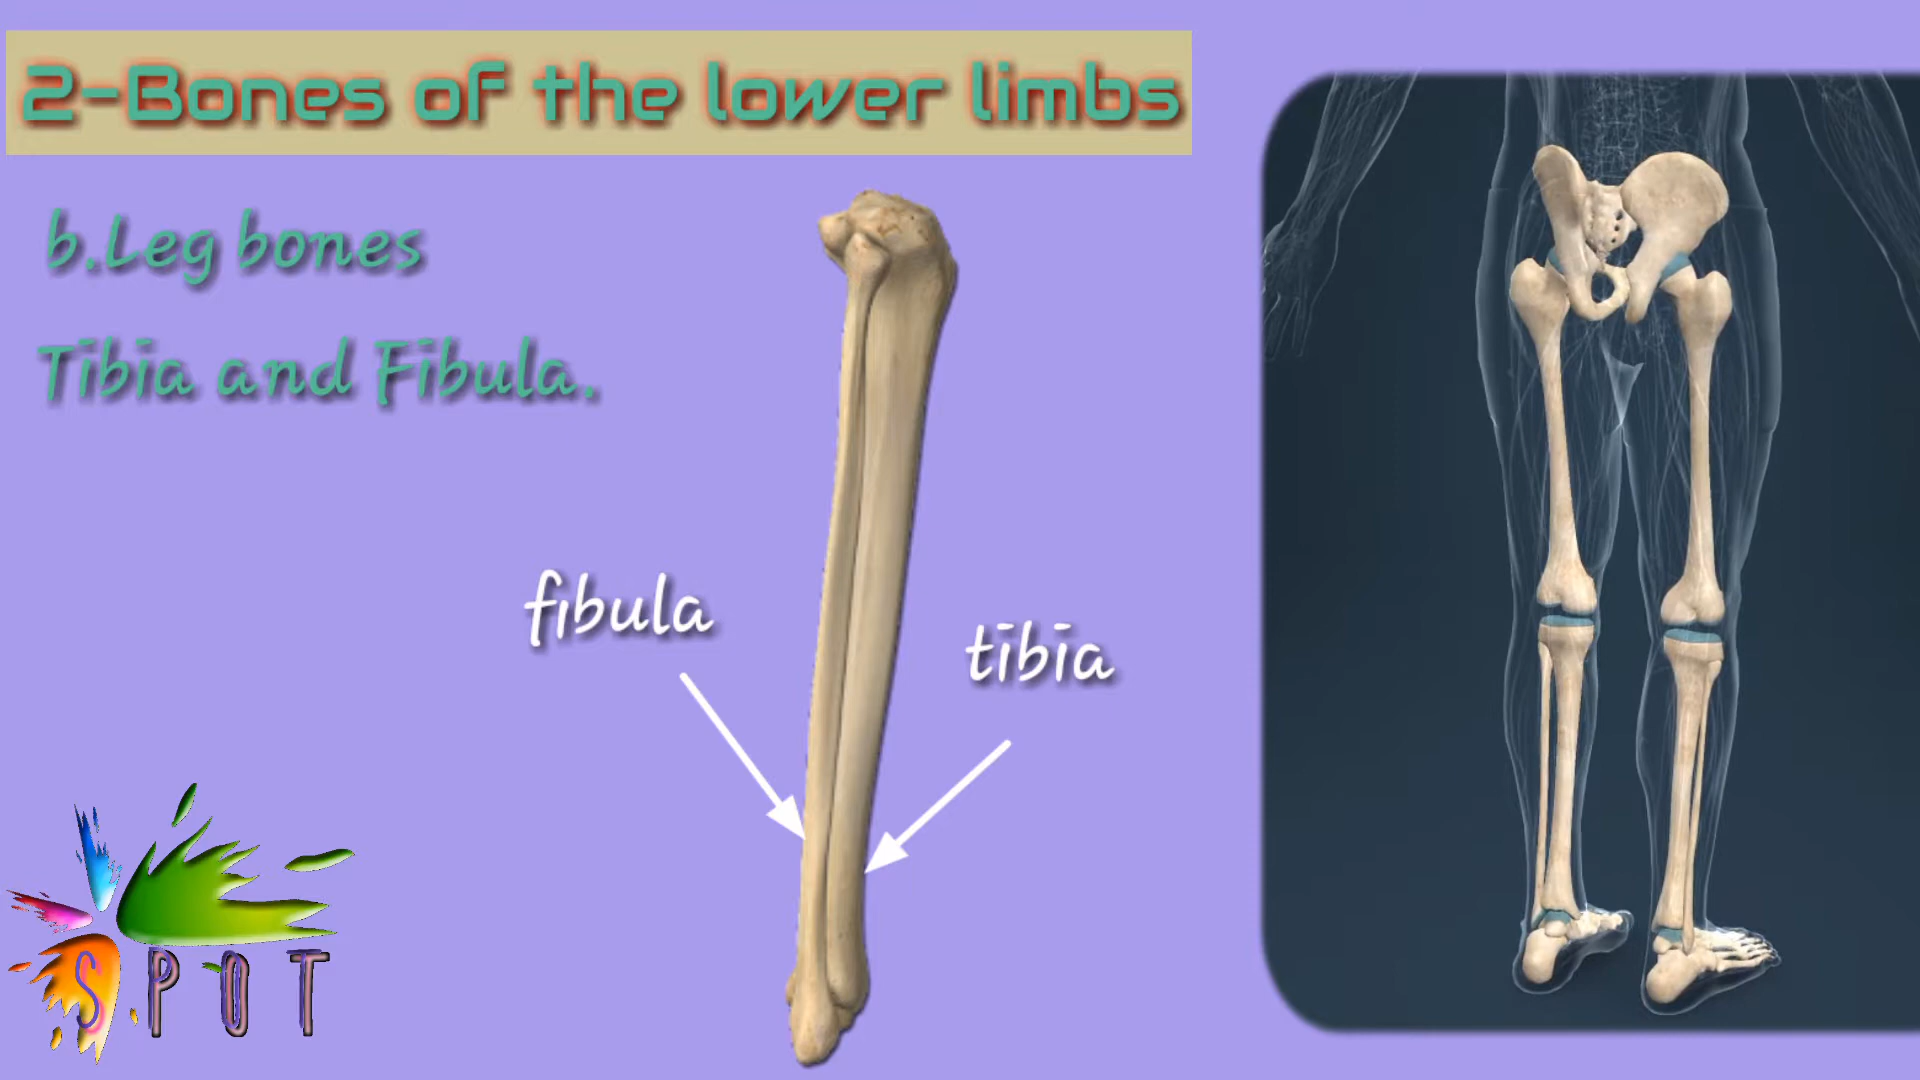 2-Bones of the lower limbs
b.Leg bones
Tibia and Fibula.
fibula
tibia
SPOT